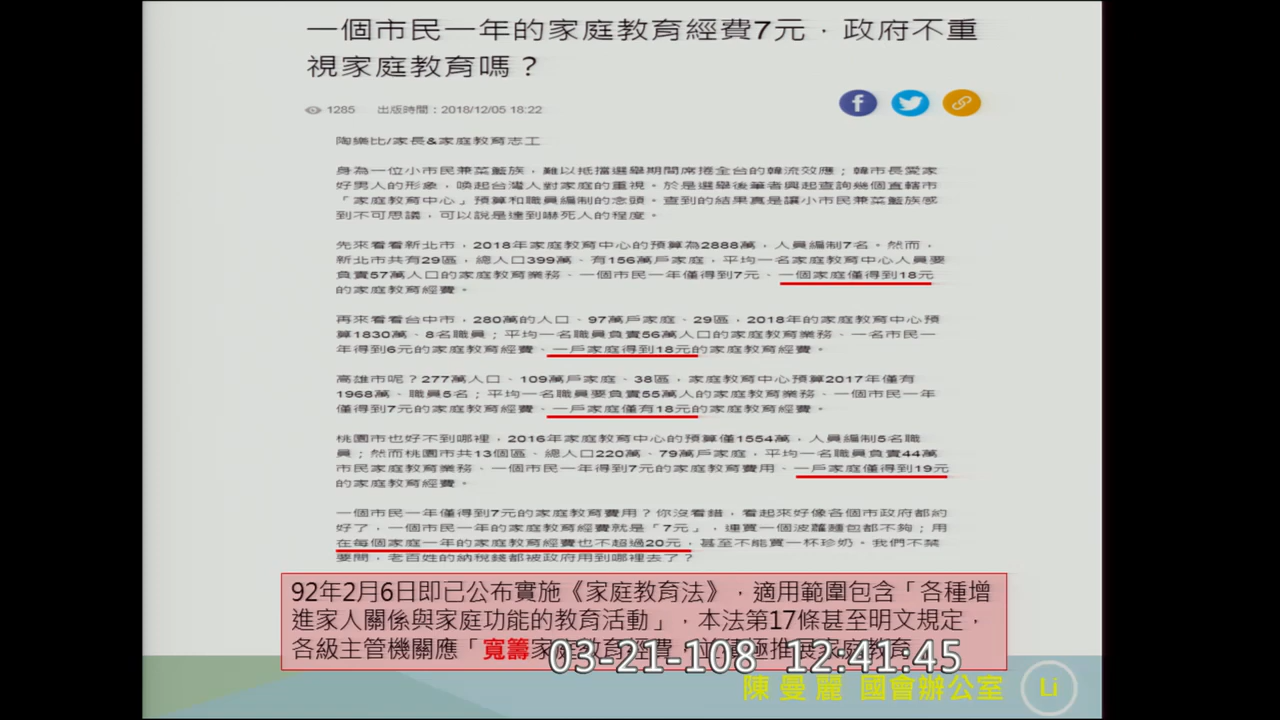 一個市民一年的家庭教育經費7元．政府不重
視家庭教育嗎？
1285 出版時間：2018/12/05 18:22
陶樂比/家長&家庭教育志工
身為一位小市民兼菜籃族，難以抵擋選舉期間席捲全台的韓流效應；韓市長愛家
好男人的形象，喚起台灣人對家庭的重視。於是選舉後筆者興起查詢幾個直轄市
「家庭教育中心」預算和職員編制的念頭。查到的結果真是讓小市民兼菜籃族感
到不可思議，可以說是達到嚇死人的程度。
先來看看新北市，2018年家庭教育中心的預算為2888萬，人員編制7名。然而，
新北市共有29區，總人口399萬、有156萬戶家庭，平均一名家庭教育中心人員要
負責57萬人口的家庭教育業務、一個市民一年僅得到7元、一個家庭僅得到18元
的家庭教育經費。
再來看看台中市，280萬的人口、97萬戶家庭、29區，2018年的家庭教育中心預
算1830萬、8名職員；平均一名職員負責56萬人口的家庭教育業務、一名市民一
年得到6元的家庭教育經費、一戶家庭得到18元的家庭教育經費。
高雄市呢？277萬人口、109萬戶家庭、38區，家庭教育中心預算2017年僅有
1968萬、職員5名；平均一名職員要負責55萬人的家庭教育業務、一個市民一年
僅得到7元的家庭教育經費、一戶家庭僅有18元的家庭教育經費。
桃園市也好不到哪裡，2016年家庭教育中心的預算僅1554萬，人員編制5名職
員；然而桃園市共13個區、總人口220萬、79萬戶家庭，平均一名職員負責44萬
市民家庭教育業務、一個市民一年得到7元的家庭教育費用、一戶家庭僅得到19元
的家庭教育經費。
一個市民一年僅得到7元的家庭教育費用？你沒看錯，看起來好像各個市政府都約
好了，一個市民一年的家庭教育經費就是「7元」，連買一個波蘿麵包都不夠；用
在每個家庭一年的家庭教育經費也不超過20元，甚至不能買一杯珍奶。我們不禁
要問，老百姓的納稅錢都被政府用到哪裡去了？
92年2月6日即已公布實施《家庭教育法》，適用範圍包含「各種增
進家人關係與家庭功能的教育活動」，本法第17條甚至明文規定，
各級主管機關應「寬籌家庭教育經費，並積極推展家庭教育
03-21-108 12:41:45
陳曼麗 國會辦公室 Li